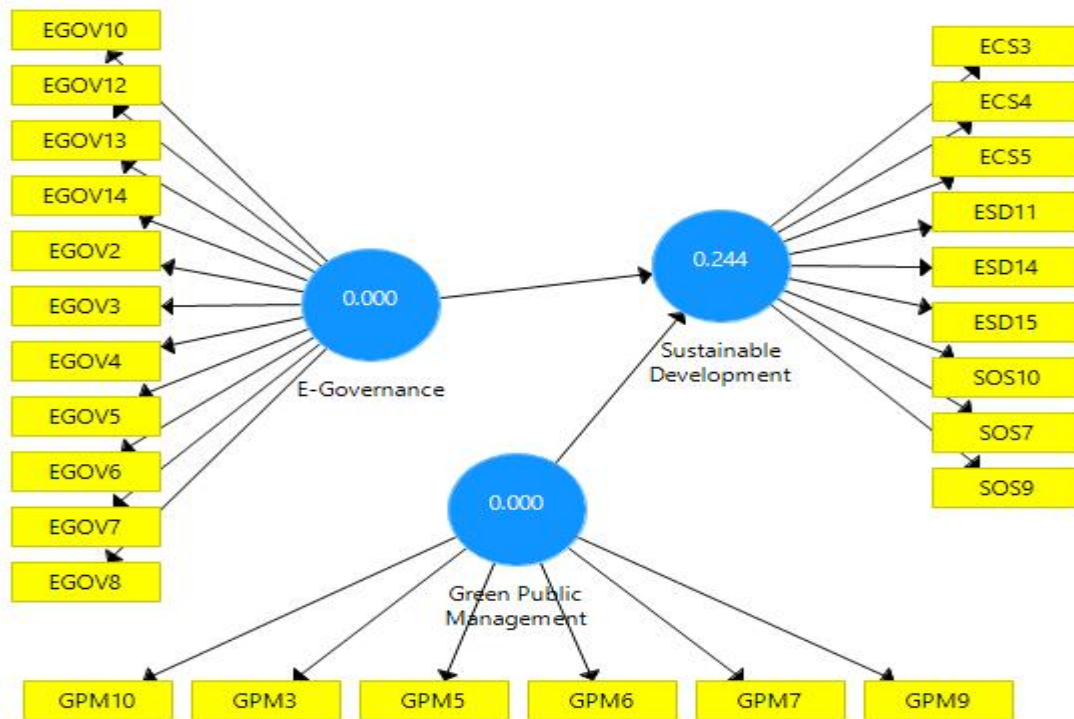 EGOV10
EGOV12
EGOV13
EGOV14
EGOV2
EGOV3
EGOV4
EGOV5
EGOV6
EGOV7
EGOV8
0.000
E-Governance
0.244
Sustainable
Development
ECS3
ECS4
ECS5
ESD11
ESD14
ESD15
SOS10
SOS7
SOS9
0.000
Green Public
Management
GPM10
GPM3
GPM5
GPM6
GPM7
GPM9